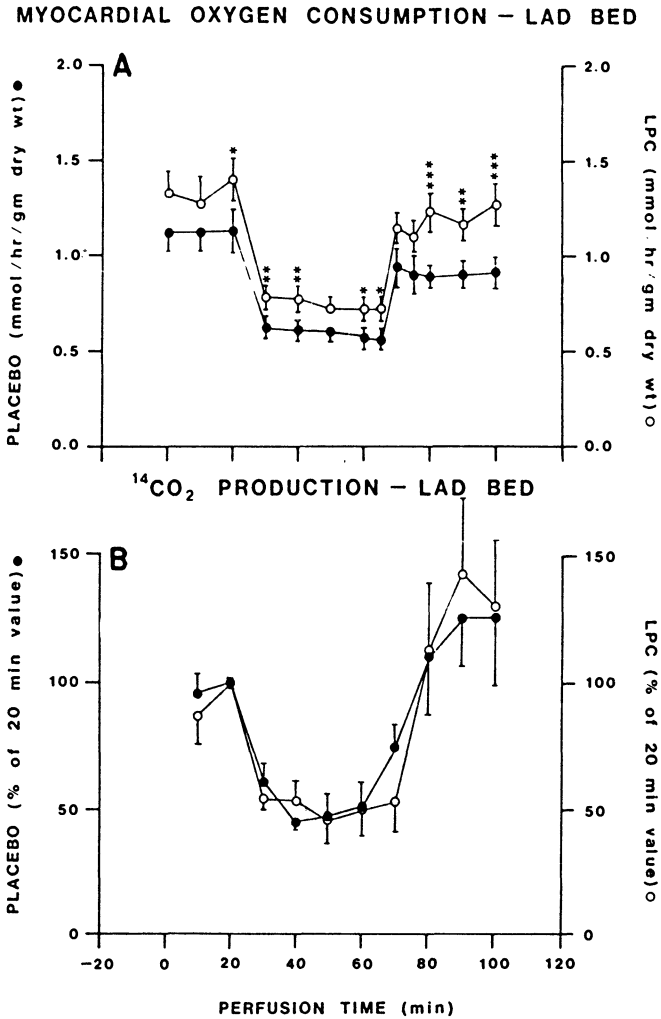 MYOCARDIAL OXYGEN CONSUMPTION – LAD BED
A
PLACEBO (mmol/hr/gm dry wt)●
LPC (mmol·hr/gm dry wt)○
2.0
1.5
1.0
0.5
0.0
2.0
1.5
1.0
0.5
0.0
*
**
**
*
*
***
**
***
¹⁴CO₂ PRODUCTION – LAD BED
B
PLACEBO (% of 20 min value)●
LPC (% of 20 min value)○
150
100
50
0
150
100
50
0
-20 0 20 40 60 80 100 120
PERFUSION TIME (min)